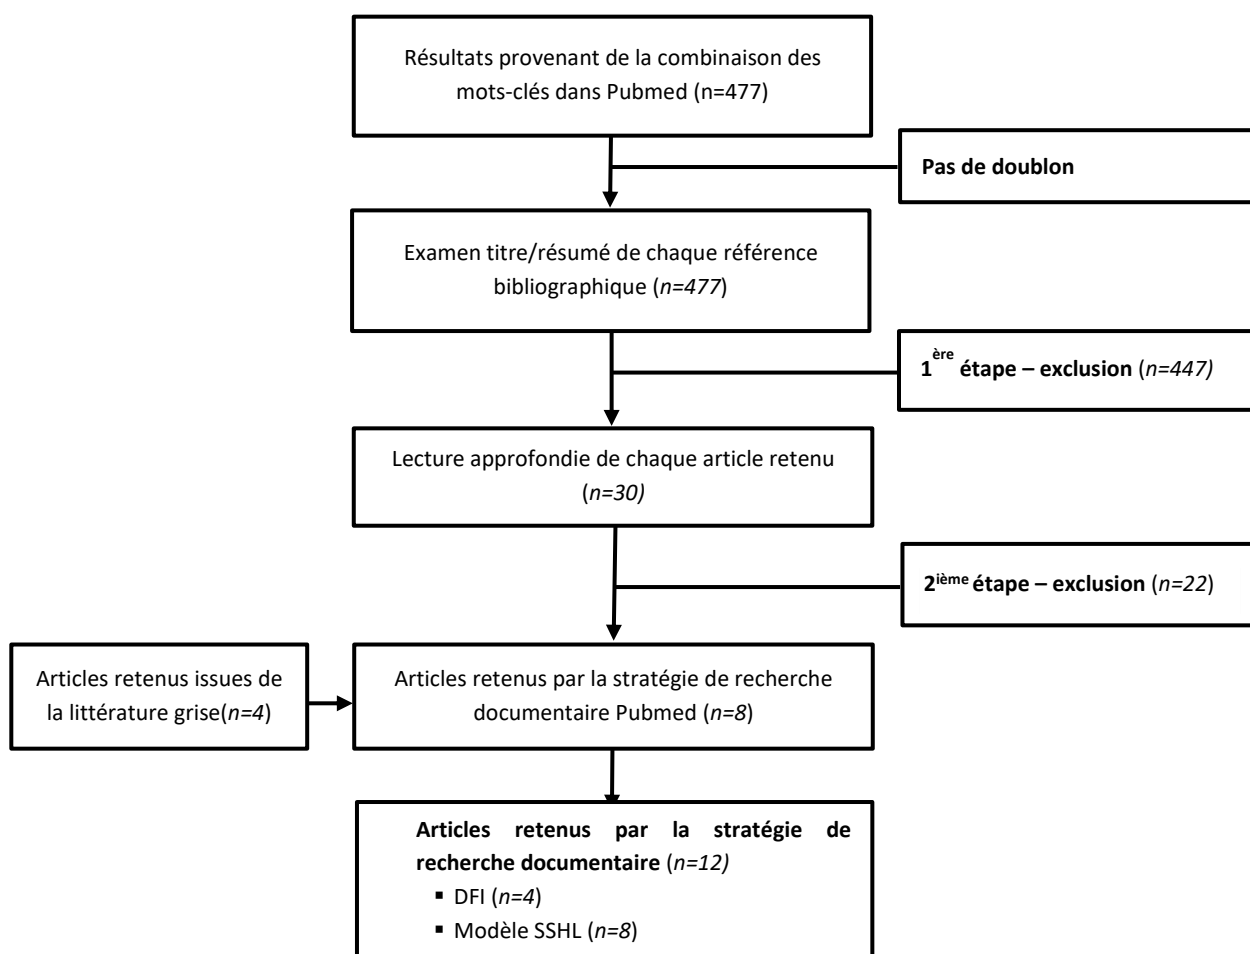 Résultats provenant de la combinaison des
mots-clés dans Pubmed (n=477)
Pas de doublon
Examen titre/résumé de chaque référence
bibliographique (n=477)
1ère étape – exclusion (n=447)
Lecture approfondie de chaque article retenu
(n=30)
2ième étape – exclusion (n=22)
Articles retenus issues de
la littérature grise(n=4)
Articles retenus par la stratégie de recherche
documentaire Pubmed (n=8)
Articles retenus par la stratégie de
recherche documentaire (n=12)
▪ DFI (n=4)
▪ Modèle SSHL (n=8)